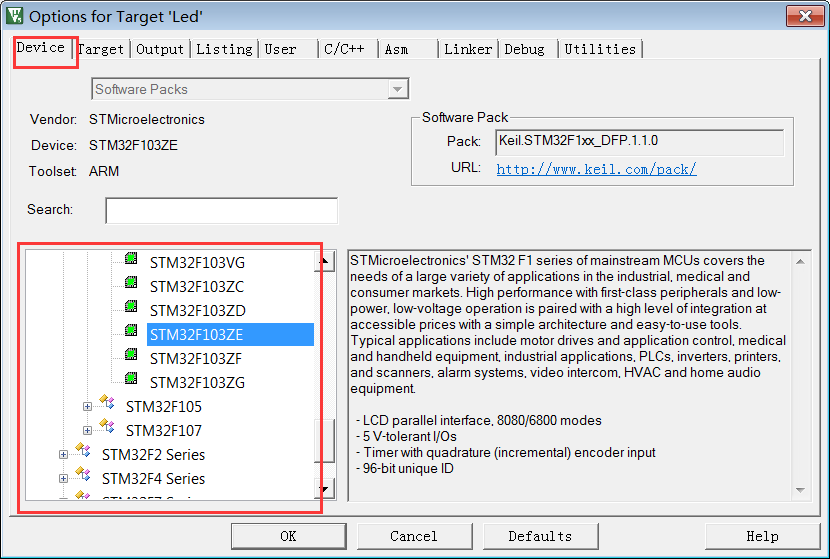 Options for Target 'Led'
Device Target Output Listing User C/C++ Asm Linker Debug Utilities
Software Packs
Vendor: STMicroelectronics
Device: STM32F103ZE
Toolset: ARM
Search:
Software Pack
Pack: Keil.STM32F1xx_DFP.1.1.0
URL: http://www.keil.com/pack/
STM32F103VG
STM32F103ZC
STM32F103ZD
STM32F103ZE
STM32F103ZF
STM32F103ZG
STM32F105
STM32F107
STM32F2 Series
STM32F4 Series
STM32F7 Series
STMicroelectronics' STM32 F1 series of mainstream MCUs covers the
needs of a large variety of applications in the industrial, medical and
consumer markets. High performance with first-class peripherals and low-
power, low-voltage operation is paired with a high level of integration at
accessible prices with a simple architecture and easy-to-use tools.
Typical applications include motor drives and application control, medical
and handheld equipment, industrial applications, PLCs, inverters, printers,
and scanners, alarm systems, video intercom, HVAC and home audio
equipment.
- LCD parallel interface, 8080/6800 modes
- 5 V-tolerant I/Os
- Timer with quadrature (incremental) encoder input
- 96-bit unique ID
OK Cancel Defaults Help